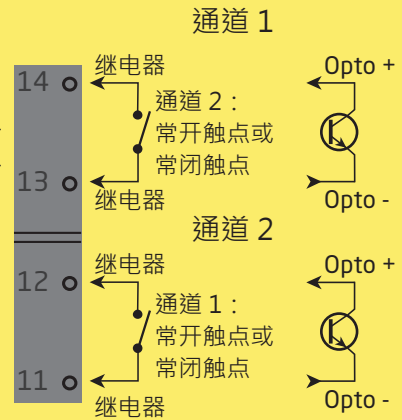 通道 1
14
继电器
Opto +
通道 2：
常开触点或
常闭触点
13
继电器
Opto -
通道 2
12
继电器
Opto +
通道 1：
常开触点或
常闭触点
11
继电器
Opto -